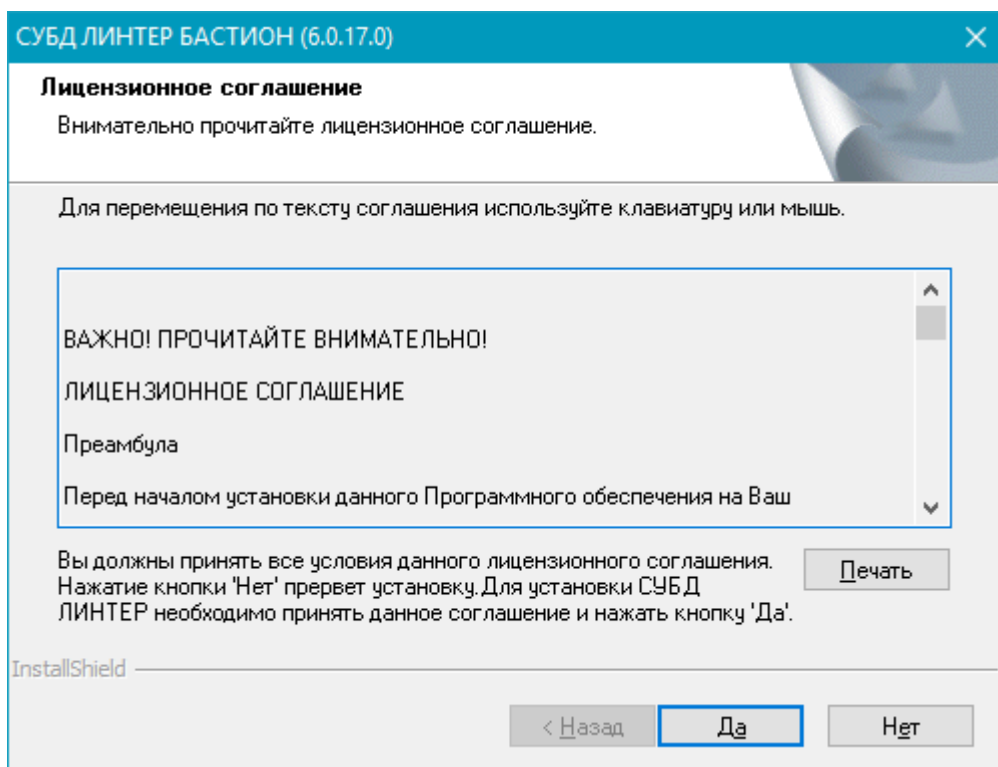 СУБД ЛИНТЕР БАСТИОН (6.0.17.0)
Лицензионное соглашение
Внимательно прочитайте лицензионное соглашение.
Для перемещения по тексту соглашения используйте клавиатуру или мышь.
ВАЖНО! ПРОЧИТАЙТЕ ВНИМАТЕЛЬНО!
ЛИЦЕНЗИОННОЕ СОГЛАШЕНИЕ
Преамбула
Перед началом установки данного Программного обеспечения на Ваш
Вы должны принять все условия данного лицензионного соглашения.
Нажатие кнопки 'Нет' прервет установку.Для установки СУБД
ЛИНТЕР необходимо принять данное соглашение и нажать кнопку 'Да'.
Печать
InstallShield
< Назад
Да
Нет